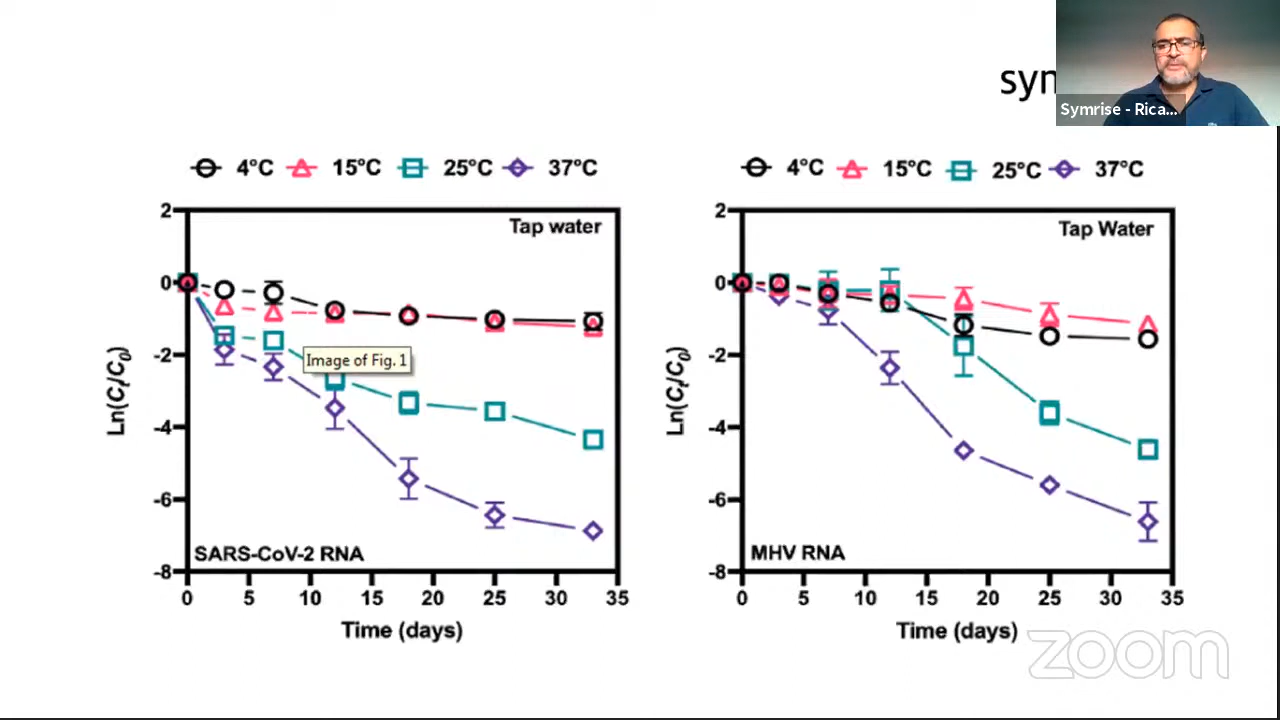 sym
Symrise - Rica...
4°C 15°C 25°C 37°C
Tap water
2
0
-2
-4
-6
-8
Ln(Ct/C0)
Image of Fig. 1
SARS-CoV-2 RNA
0 5 10 15 20 25 30 35
Time (days)
4°C 15°C 25°C 37°C
Tap Water
2
0
-2
-4
-6
-8
Ln(Ct/C0)
MHV RNA
0 5 10 15 20 25 30 35
Time (days)
zoom